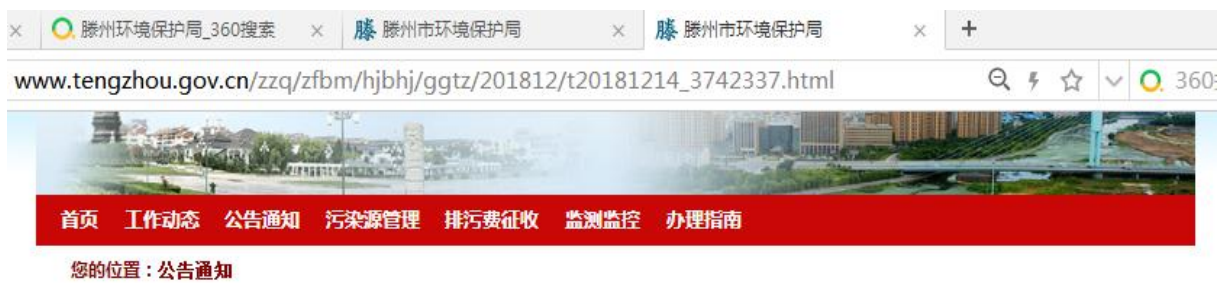 滕州环境保护局_360搜索 滕州市环境保护局 滕州市环境保护局
www.tengzhou.gov.cn/zzq/zfbm/hjbhj/ggtz/201812/t20181214_3742337.html 360
首页 工作动态 公告通知 污染源管理 排污费征收 监测监控 办理指南
您的位置：公告通知